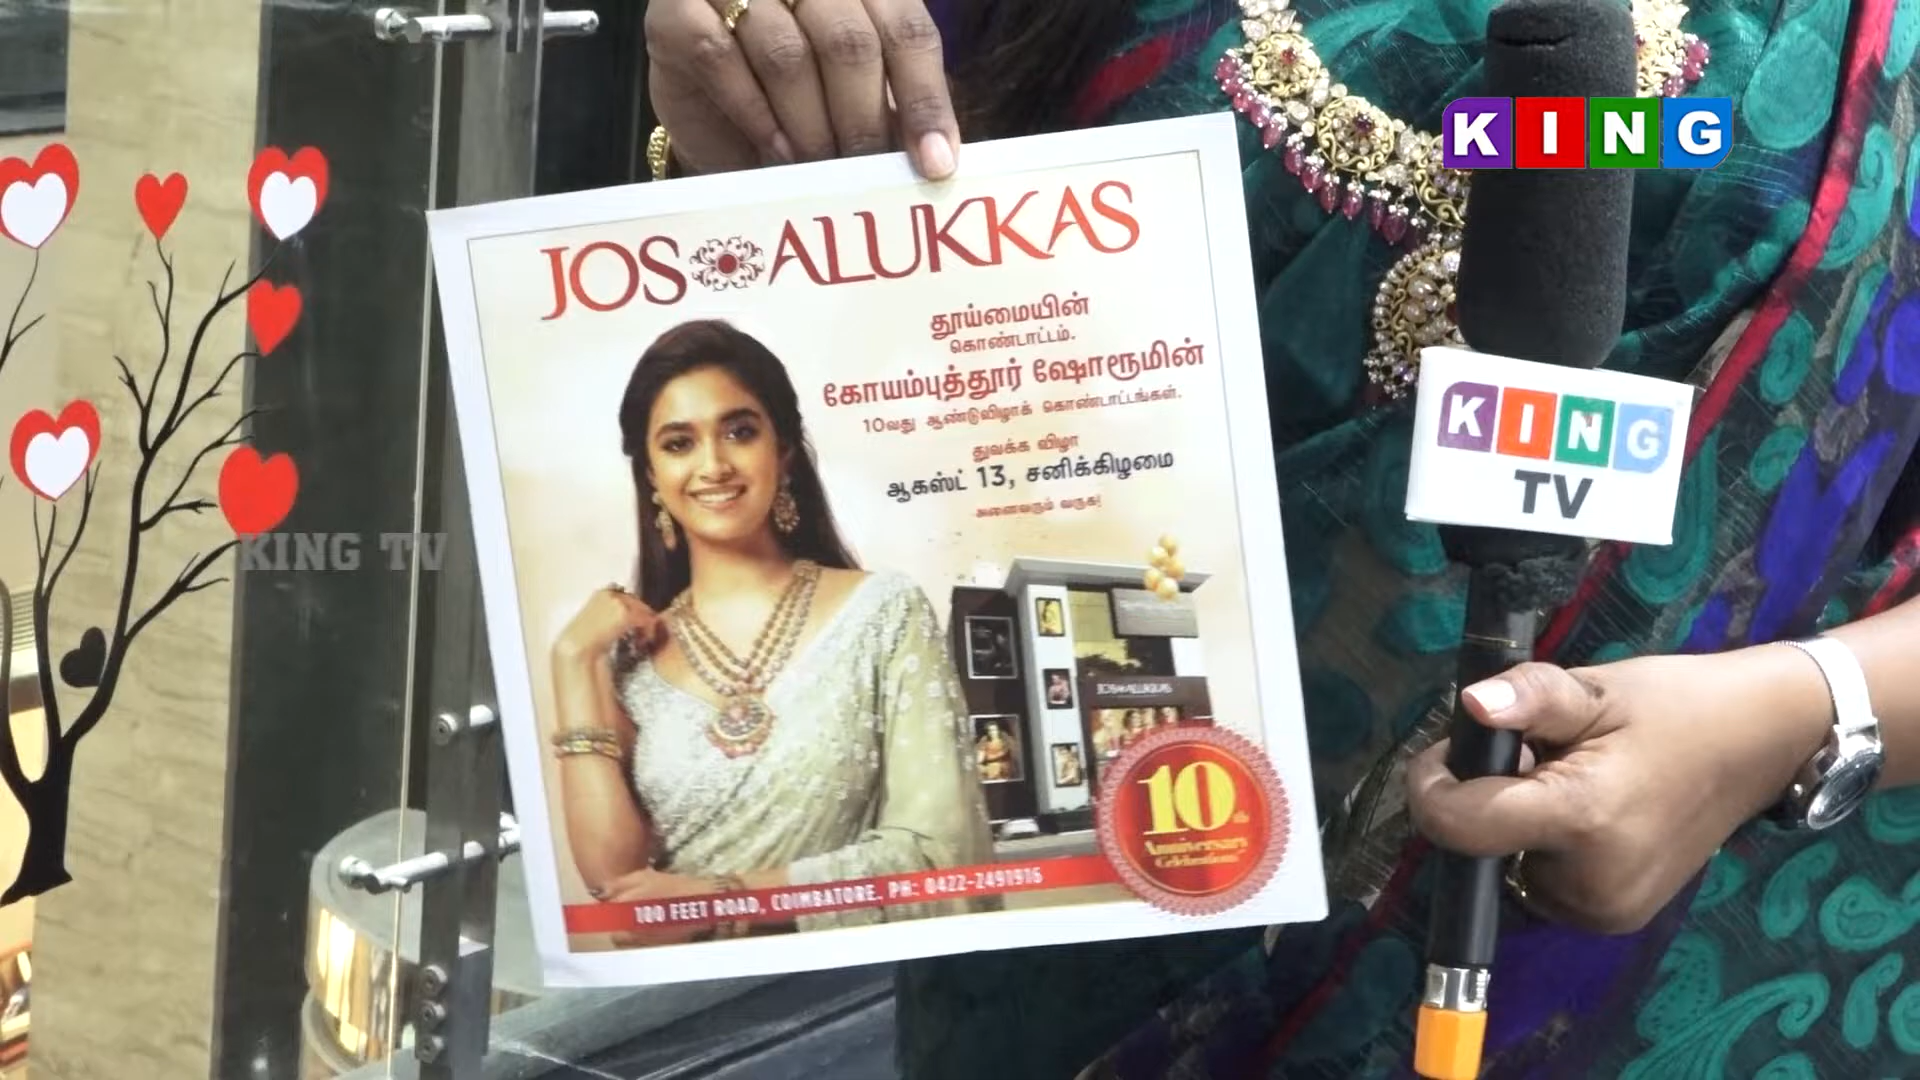 KING
JOS ALUKKAS
தூய்மையின்
கொண்டாட்டம்.
கோயம்புத்தூர் ஷோரூமின்
10வது ஆண்டுவிழாக் கொண்டாட்டங்கள்.
துவக்க விழா
ஆகஸ்ட் 13, சனிக்கிழமை
அனைவரும் வருக!
JOS ALUKKAS
10th
Anniversary
Celebrations
100 FEET ROAD, COIMBATORE. PH: 0422-2491916
KING
TV
KING TV